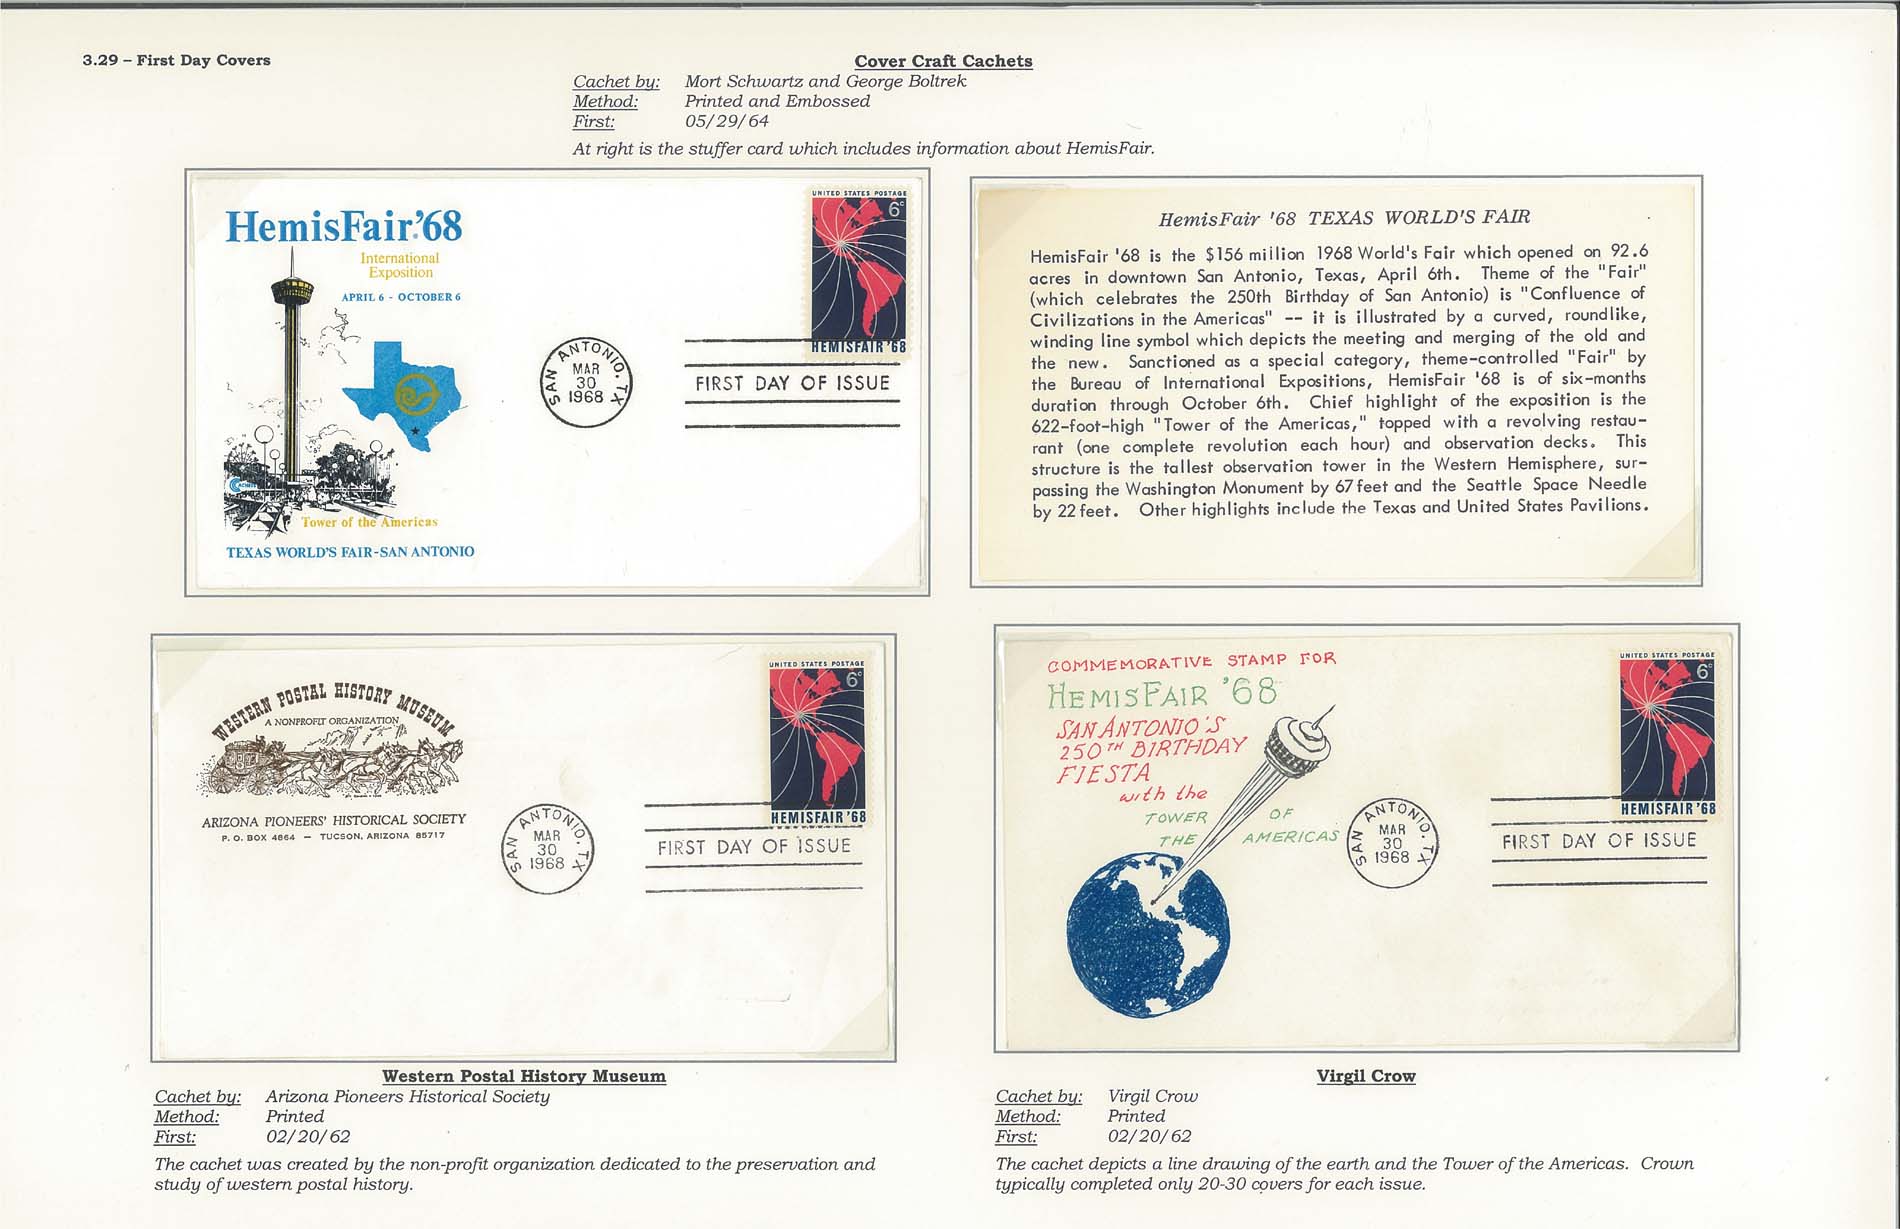 3.29 – First Day Covers
Cover Craft Cachets
Cachet by: Mort Schwartz and George Boltrek
Method: Printed and Embossed
First: 05/29/64
At right is the stuffer card which includes information about HemisFair.
HemisFair '68
International
Exposition
APRIL 6 - OCTOBER 6
CACHETS
Tower of the Americas
TEXAS WORLD'S FAIR-SAN ANTONIO
SAN ANTONIO, TX
MAR
30
1968
UNITED STATES POSTAGE
6c
HEMISFAIR '68
FIRST DAY OF ISSUE
HemisFair '68 TEXAS WORLD'S FAIR
HemisFair '68 is the $156 million 1968 World's Fair which opened on 92.6
acres in downtown San Antonio, Texas, April 6th. Theme of the "Fair"
(which celebrates the 250th Birthday of San Antonio) is "Confluence of
Civilizations in the Americas" -- it is illustrated by a curved, roundlike,
winding line symbol which depicts the meeting and merging of the old and
the new. Sanctioned as a special category, theme-controlled "Fair" by
the Bureau of International Expositions, HemisFair '68 is of six-months
duration through October 6th. Chief highlight of the exposition is the
622-foot-high "Tower of the Americas," topped with a revolving restau-
rant (one complete revolution each hour) and observation decks. This
structure is the tallest observation tower in the Western Hemisphere, sur-
passing the Washington Monument by 67 feet and the Seattle Space Needle
by 22 feet. Other highlights include the Texas and United States Pavilions.
WESTERN POSTAL HISTORY MUSEUM
A NONPROFIT ORGANIZATION
ARIZONA PIONEERS' HISTORICAL SOCIETY
P. O. BOX 4864 — TUCSON, ARIZONA 85717
SAN ANTONIO, TX
MAR
30
1968
UNITED STATES POSTAGE
6c
HEMISFAIR '68
FIRST DAY OF ISSUE
COMMEMORATIVE STAMP FOR
HEMISFAIR '68
SAN ANTONIO'S
250TH BIRTHDAY
FIESTA
with the
TOWER OF
THE AMERICAS
SAN ANTONIO, TX
MAR
30
1968
UNITED STATES POSTAGE
6c
HEMISFAIR '68
FIRST DAY OF ISSUE
Western Postal History Museum
Cachet by: Arizona Pioneers Historical Society
Method: Printed
First: 02/20/62
The cachet was created by the non-profit organization dedicated to the preservation and
study of western postal history.
Virgil Crow
Cachet by: Virgil Crow
Method: Printed
First: 02/20/62
The cachet depicts a line drawing of the earth and the Tower of the Americas. Crown
typically completed only 20-30 covers for each issue.